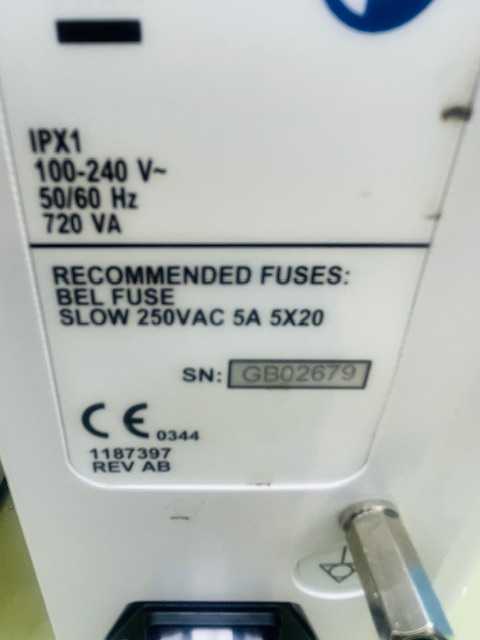 IPX1
100-240 V~
50/60 Hz
720 VA
RECOMMENDED FUSES:
BEL FUSE
SLOW 250VAC 5A 5X20
SN: GB02679
CE 0344
1187397
REV AB